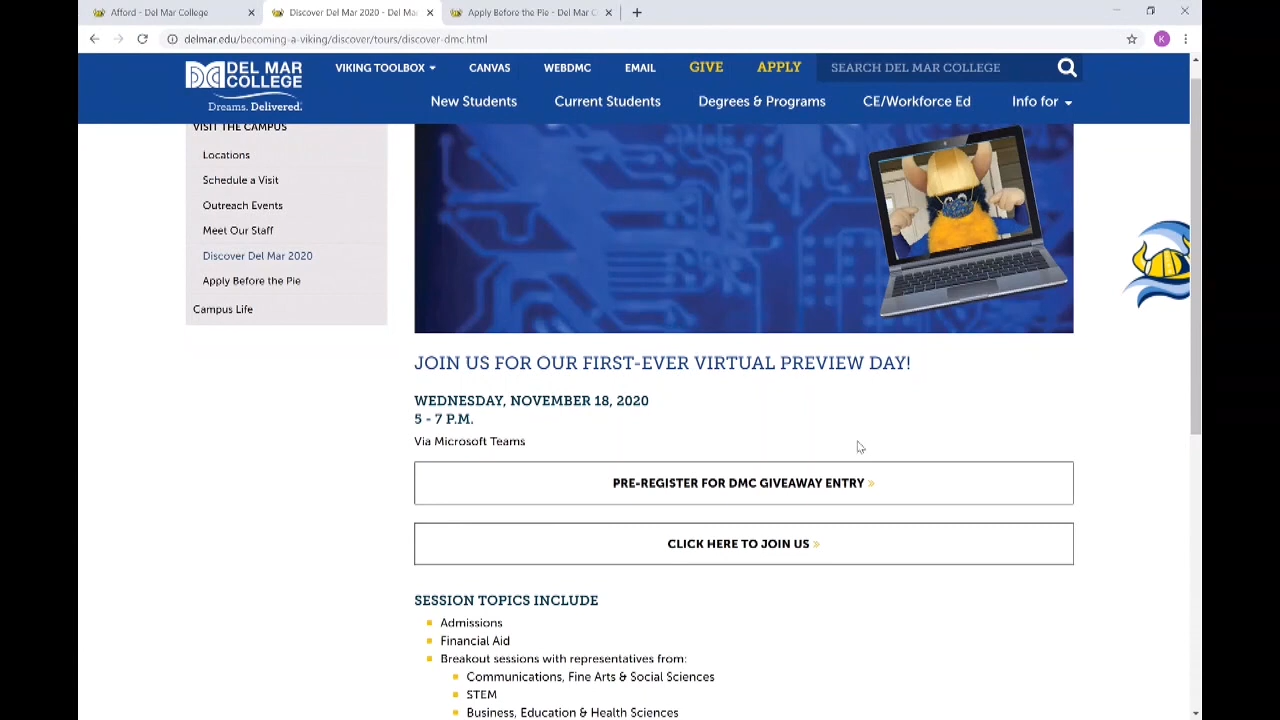 Afford - Del Mar College
Discover Del Mar 2020 - Del Mar
Apply Before the Pie - Del Mar C
delmar.edu/becoming-a-viking/discover/tours/discover-dmc.html
K
DEL MAR
COLLEGE
Dreams. Delivered.
VIKING TOOLBOX
CANVAS
WEBDMC
EMAIL
GIVE
APPLY
SEARCH DEL MAR COLLEGE
New Students
Current Students
Degrees & Programs
CE/Workforce Ed
Info for
VISIT THE CAMPUS
Locations
Schedule a Visit
Outreach Events
Meet Our Staff
Discover Del Mar 2020
Apply Before the Pie
Campus Life
JOIN US FOR OUR FIRST-EVER VIRTUAL PREVIEW DAY!
WEDNESDAY, NOVEMBER 18, 2020
5 - 7 P.M.
Via Microsoft Teams
PRE-REGISTER FOR DMC GIVEAWAY ENTRY »
CLICK HERE TO JOIN US »
SESSION TOPICS INCLUDE
Admissions
Financial Aid
Breakout sessions with representatives from:
Communications, Fine Arts & Social Sciences
STEM
Business, Education & Health Sciences